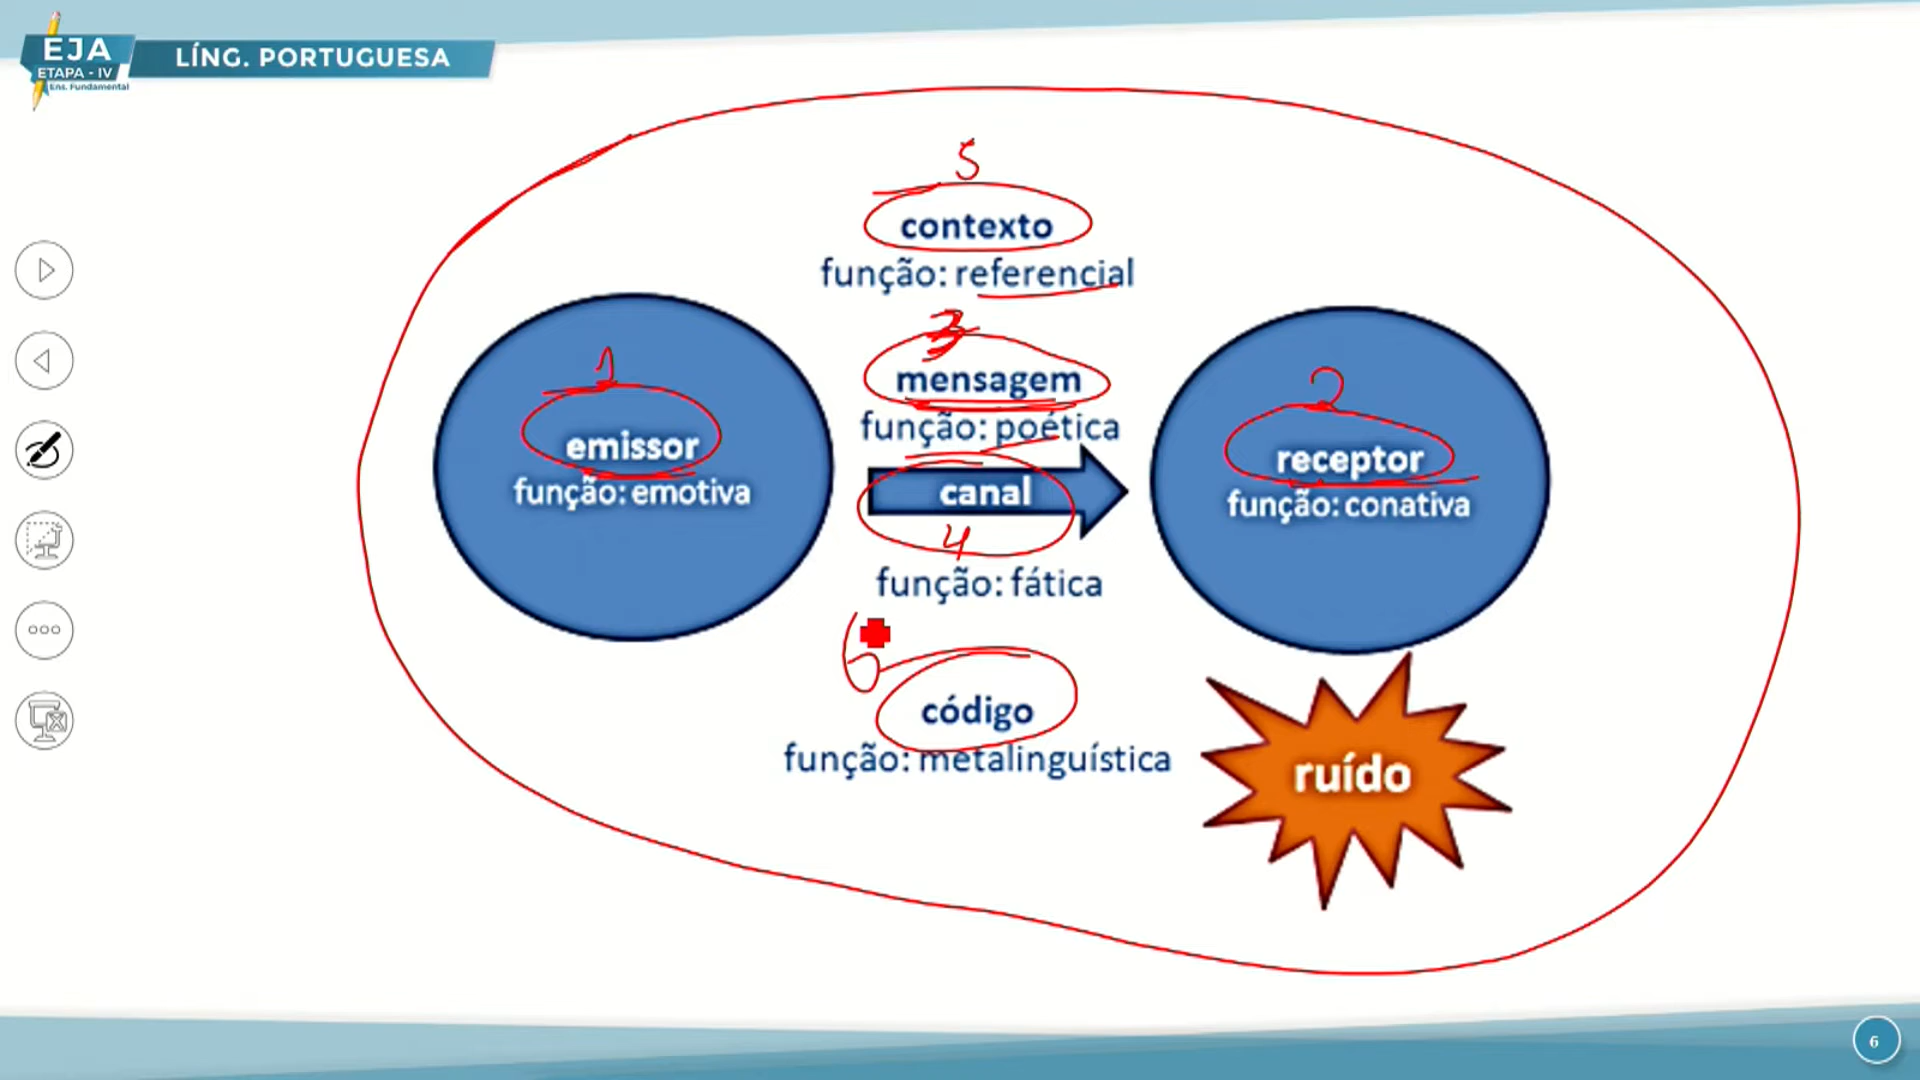 EJA
ETAPA - IV
Ens. Fundamental
LÍNG. PORTUGUESA
5
contexto
função: referencial
3
mensagem
função: poética
1
emissor
função: emotiva
canal
4
função: fática
2
receptor
função: conativa
6
código
função: metalinguística
ruído
6